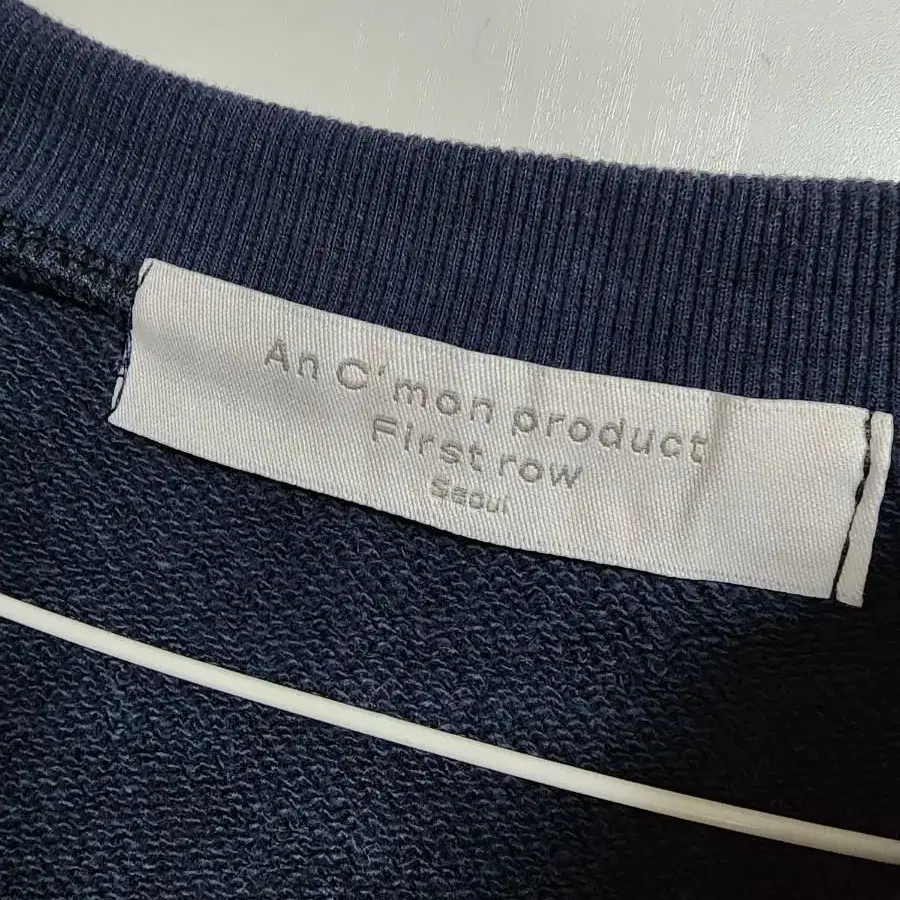 An C'mon product
First row
Seoul